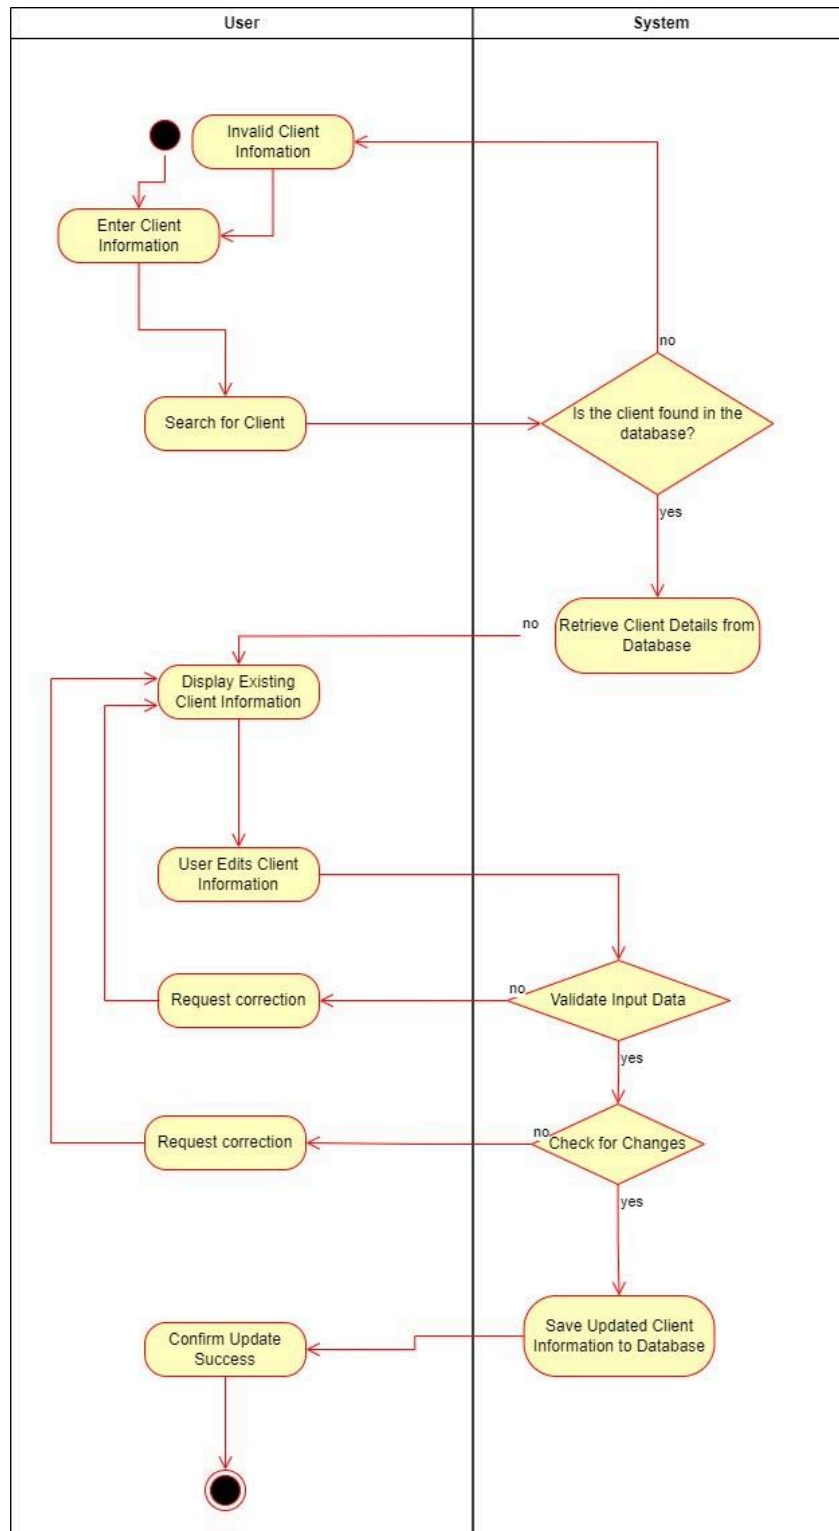 User
System
Invalid Client
Infomation
Enter Client
Information
no
Is the client found in the
database?
Search for Client
yes
Retrieve Client Details from
Database
no
Display Existing
Client Information
User Edits Client
Information
no
Validate Input Data
Request correction
yes
no
Check for Changes
Request correction
yes
Save Updated Client
Information to Database
Confirm Update
Success